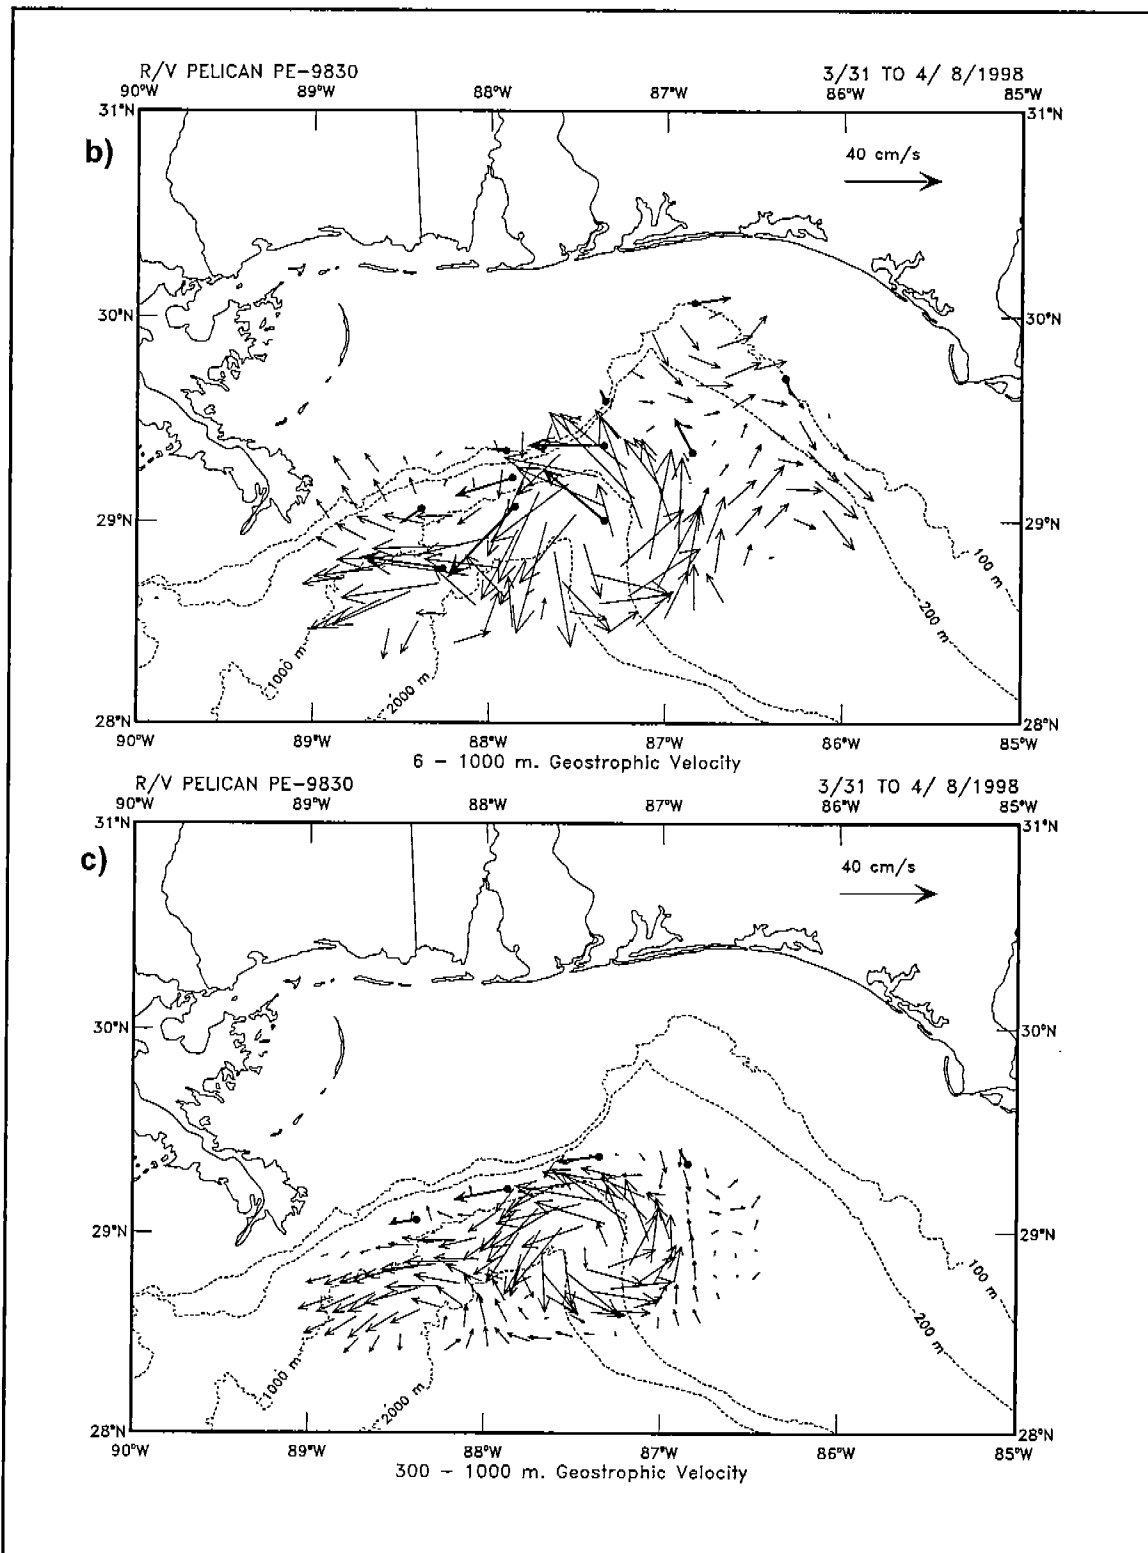 R/V PELICAN PE-9830 3/31 TO 4/ 8/1998
90°W 89°W 88°W 87°W 86°W 85°W
31°N 31°N
b)
40 cm/s
30°N 30°N
29°N 29°N
100 m
200 m
1000 m
2000 m
28°N 28°N
90°W 89°W 88°W 87°W 86°W 85°W
6 - 1000 m. Geostrophic Velocity
R/V PELICAN PE-9830 3/31 TO 4/ 8/1998
90°W 89°W 88°W 87°W 86°W 85°W
31°N 31°N
c)
40 cm/s
30°N 30°N
29°N 29°N
100 m
200 m
1000 m
2000 m
28°N 28°N
90°W 89°W 88°W 87°W 86°W 85°W
300 - 1000 m. Geostrophic Velocity